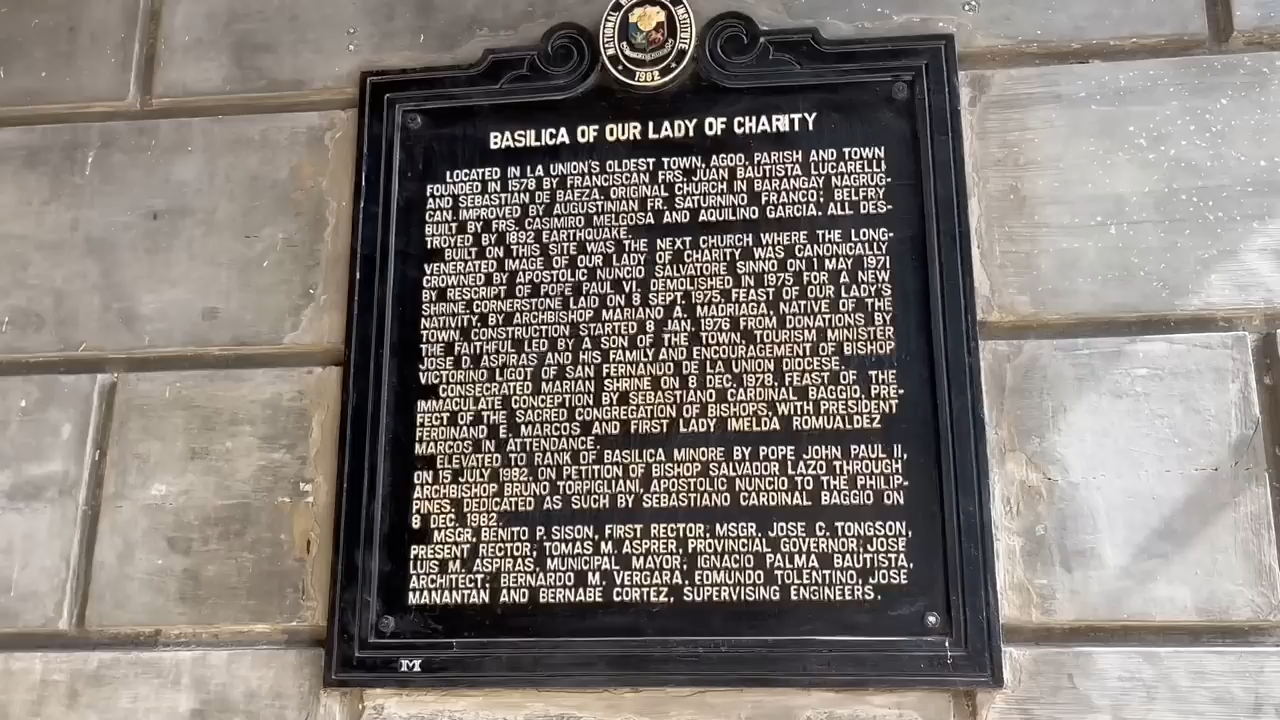 NATIONAL INSTITUTE
1982
BASILICA OF OUR LADY OF CHARITY
LOCATED IN LA UNION'S OLDEST TOWN, AGOO. PARISH AND TOWN
FOUNDED IN 1578 BY FRANCISCAN FRS. JUAN BAUTISTA LUCARELLI
AND SEBASTIAN DE BAEZA. ORIGINAL CHURCH IN BARANGAY NAGRUG-
CAN. IMPROVED BY AUGUSTINIAN FR. SATURNINO FRANCO; BELFRY
BUILT BY FRS. CASIMIRO MELGOSA AND AQUILINO GARCIA. ALL DES-
TROYED BY 1892 EARTHQUAKE.
BUILT ON THIS SITE WAS THE NEXT CHURCH WHERE THE LONG-
VENERATED IMAGE OF OUR LADY OF CHARITY WAS CANONICALLY
CROWNED BY APOSTOLIC NUNCIO SALVATORE SINNO ON 1 MAY 1971
BY RESCRIPT OF POPE PAUL VI. DEMOLISHED IN 1975 FOR A NEW
SHRINE. CORNERSTONE LAID ON 8 SEPT. 1975, FEAST OF OUR LADY'S
NATIVITY, BY ARCHBISHOP MARIANO A. MADRIAGA, NATIVE OF THE
TOWN. CONSTRUCTION STARTED 8 JAN. 1976 FROM DONATIONS BY
THE FAITHFUL LED BY A SON OF THE TOWN, TOURISM MINISTER
JOSE D. ASPIRAS AND HIS FAMILY AND ENCOURAGEMENT OF BISHOP
VICTORINO LIGOT OF SAN FERNANDO DE LA UNION DIOCESE.
CONSECRATED MARIAN SHRINE ON 8 DEC. 1978, FEAST OF THE
IMMACULATE CONCEPTION BY SEBASTIANO CARDINAL BAGGIO, PRE-
FECT OF THE SACRED CONGREGATION OF BISHOPS, WITH PRESIDENT
FERDINAND E. MARCOS AND FIRST LADY IMELDA ROMUALDEZ
MARCOS IN ATTENDANCE.
ELEVATED TO RANK OF BASILICA MINORE BY POPE JOHN PAUL II,
ON 15 JULY 1982, ON PETITION OF BISHOP SALVADOR LAZO THROUGH
ARCHBISHOP BRUNO TORPIGLIANI, APOSTOLIC NUNCIO TO THE PHILIP-
PINES. DEDICATED AS SUCH BY SEBASTIANO CARDINAL BAGGIO ON
8 DEC. 1982.
MSGR. BENITO P. SISON, FIRST RECTOR; MSGR. JOSE C. TONGSON,
PRESENT RECTOR; TOMAS M. ASPRER, PROVINCIAL GOVERNOR; JOSE
LUIS M. ASPIRAS, MUNICIPAL MAYOR; IGNACIO PALMA BAUTISTA,
ARCHITECT; BERNARDO M. VERGARA, EDMUNDO TOLENTINO, JOSE
MANANTAN AND BERNABE CORTEZ, SUPERVISING ENGINEERS.
M